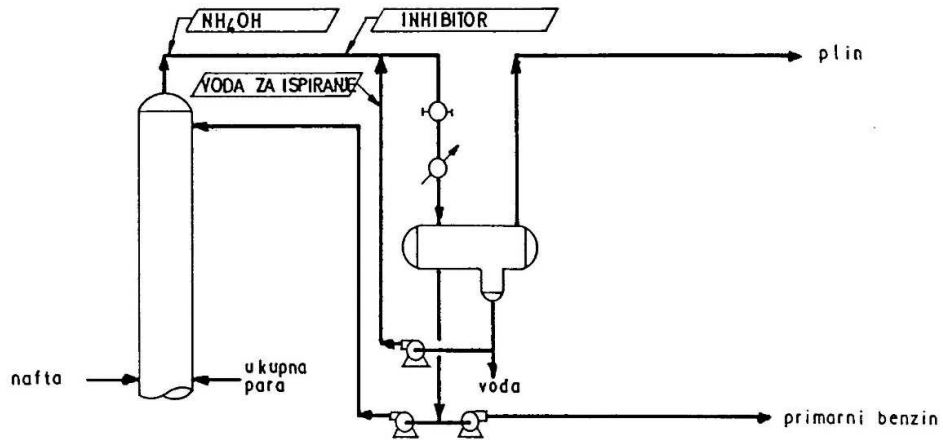 NH4OH
INHIBITOR
plin
VODA ZA ISPIRANJE
nafta
ukupna
para
voda
primarni benzin